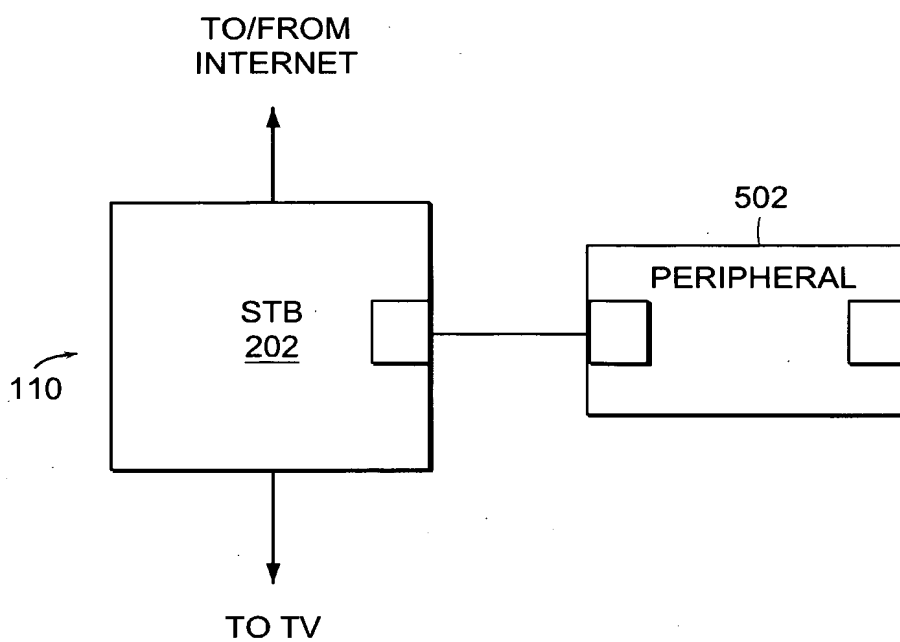 TO/FROM
INTERNET
502
PERIPHERAL
STB
202
110
TO TV